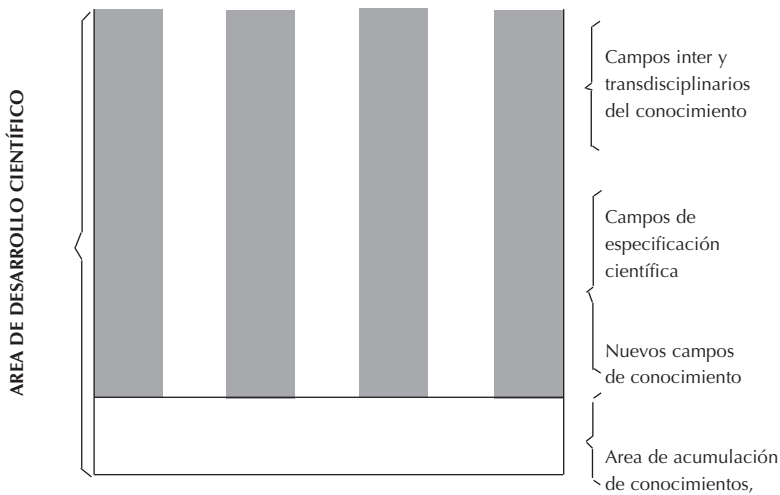 AREA DE DESARROLLO CIENTÍFICO
Campos inter y
transdisciplinarios
del conocimiento
Campos de
especificación
científica
Nuevos campos
de conocimiento
Area de acumulación
de conocimientos,